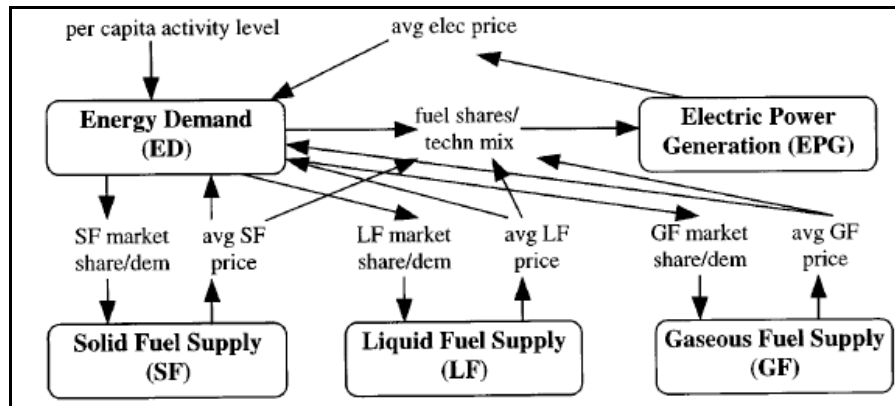 per capita activity level
avg elec price
Energy Demand
(ED)
fuel shares/
techn mix
Electric Power
Generation (EPG)
SF market
share/dem
avg SF
price
LF market
share/dem
avg LF
price
GF market
share/dem
avg GF
price
Solid Fuel Supply
(SF)
Liquid Fuel Supply
(LF)
Gaseous Fuel Supply
(GF)